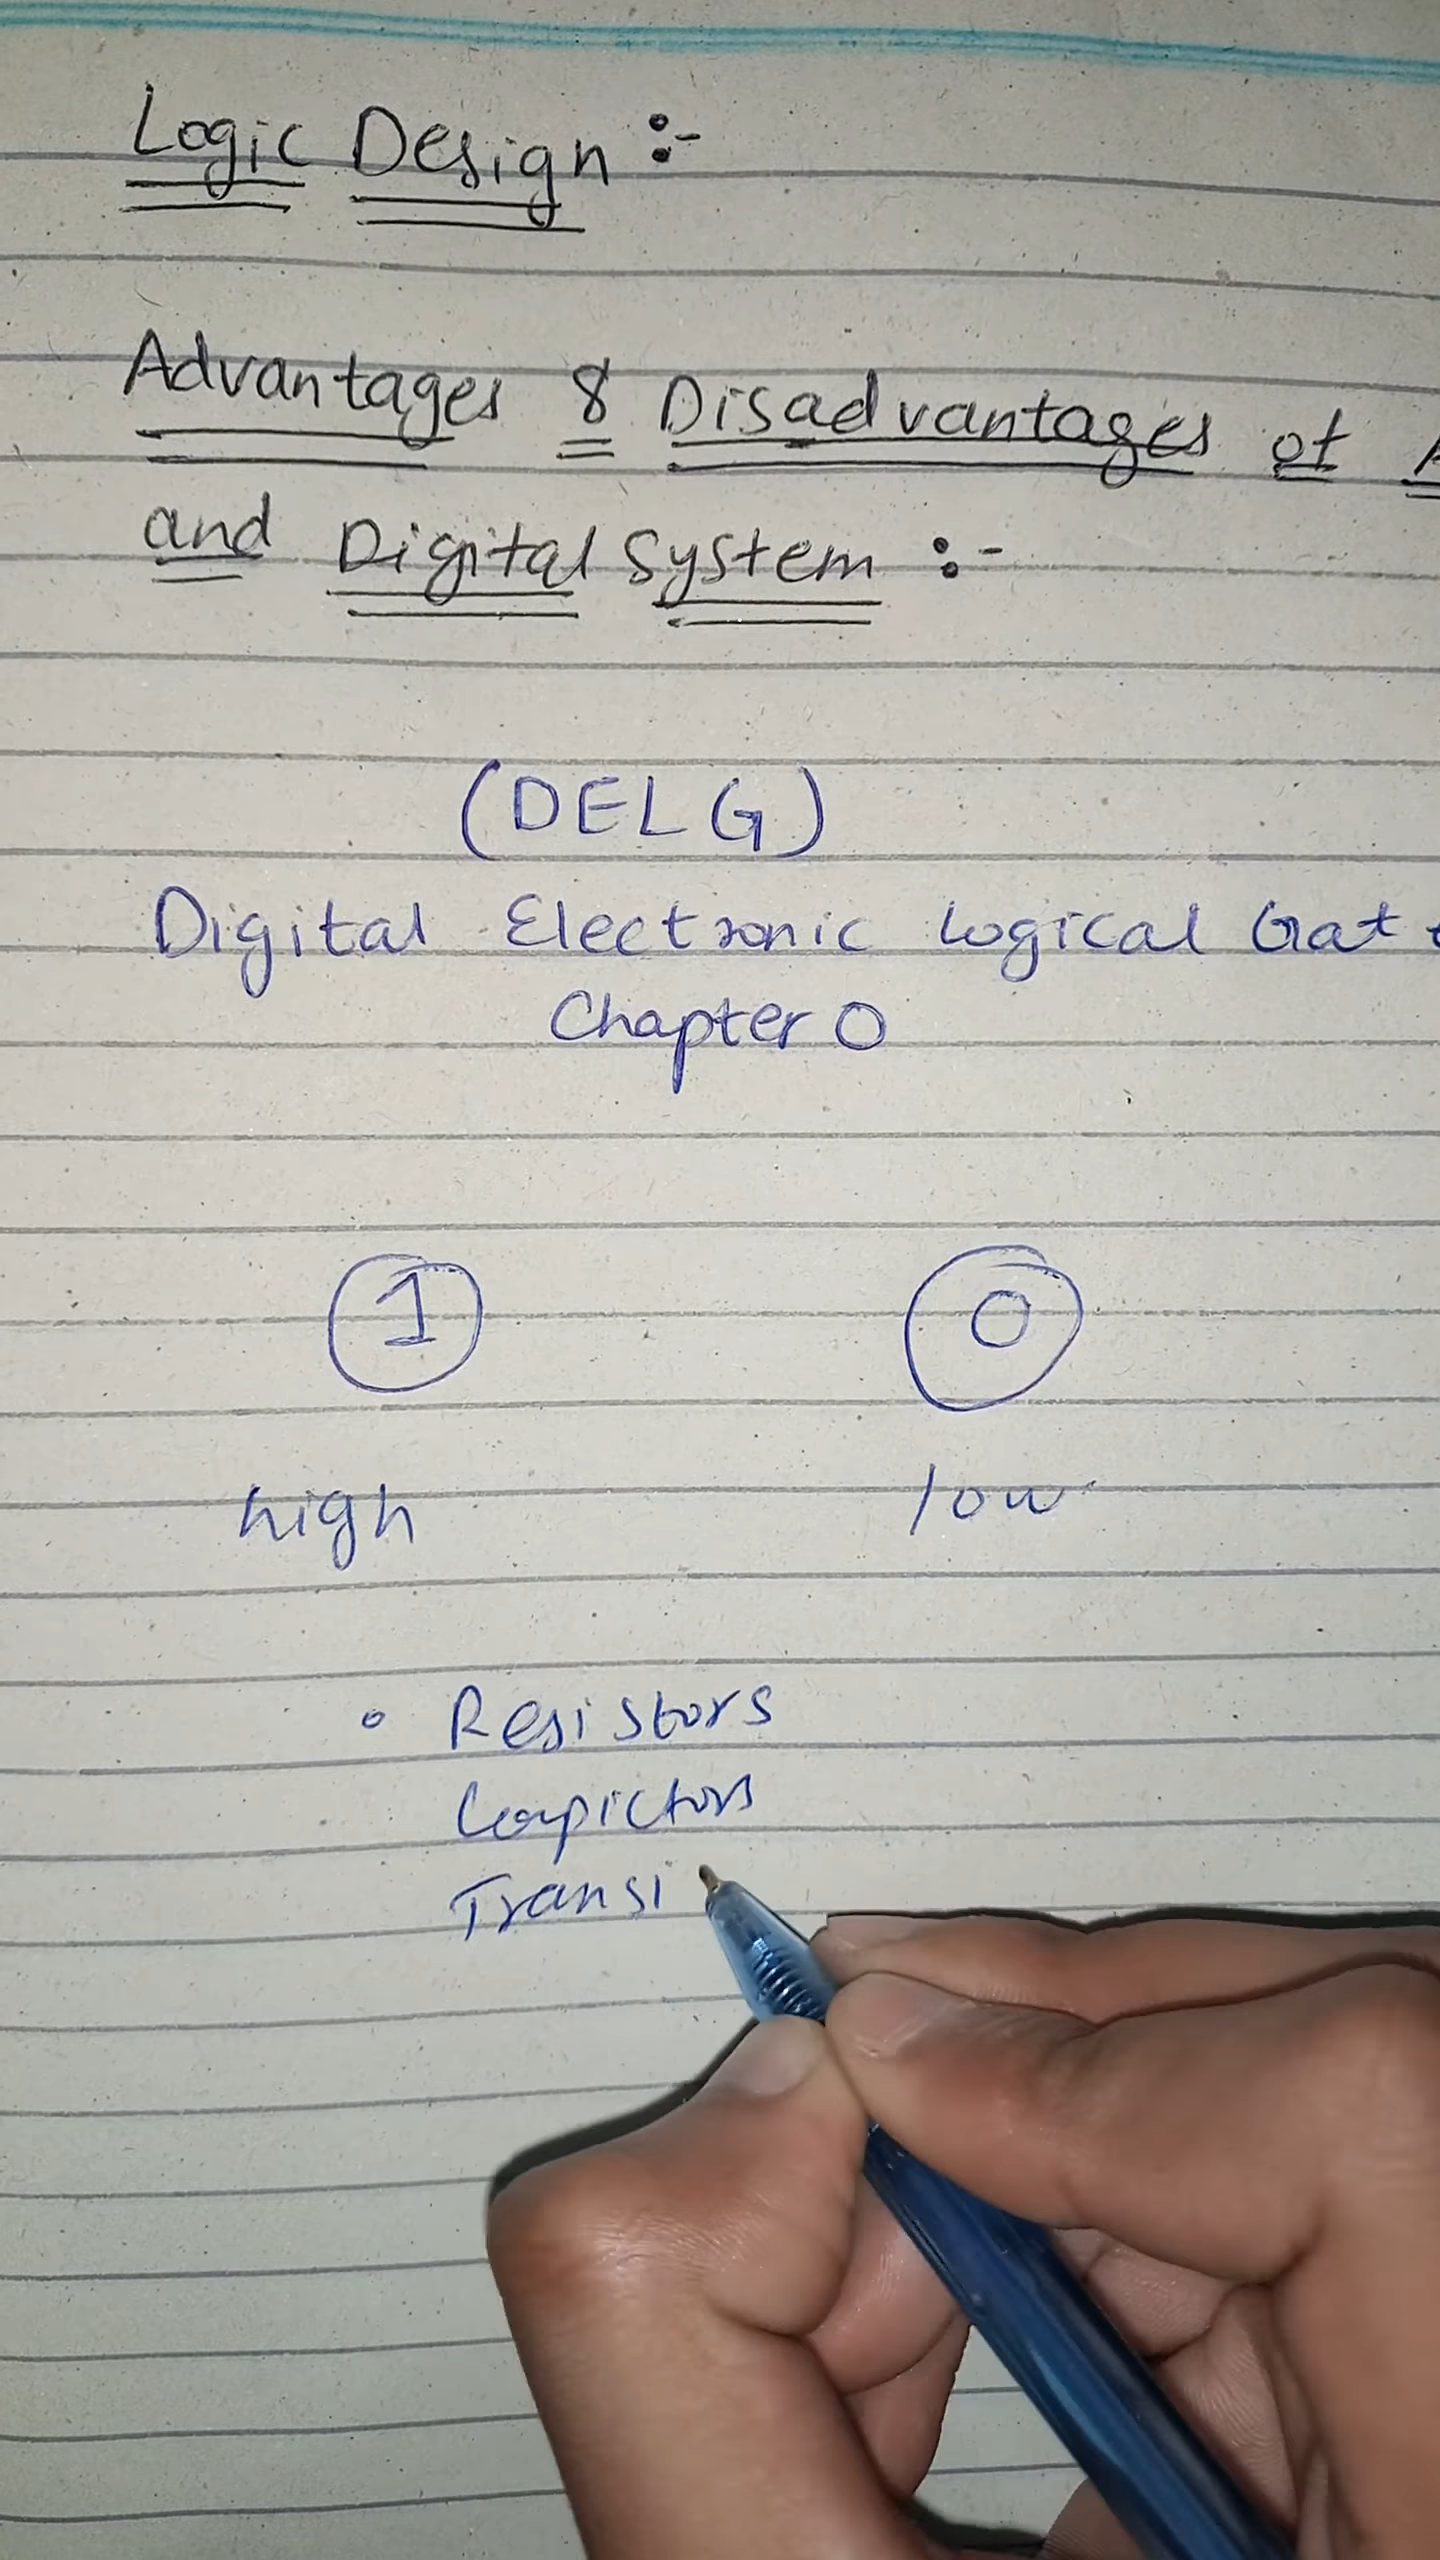 Logic Design :-
Advantages & Disadvantages of A
and Digital System :-
(DELG)
Digital Electronic Logical Gate
Chapter 0
1 0
high low
• Resistors
Capictors
Transi